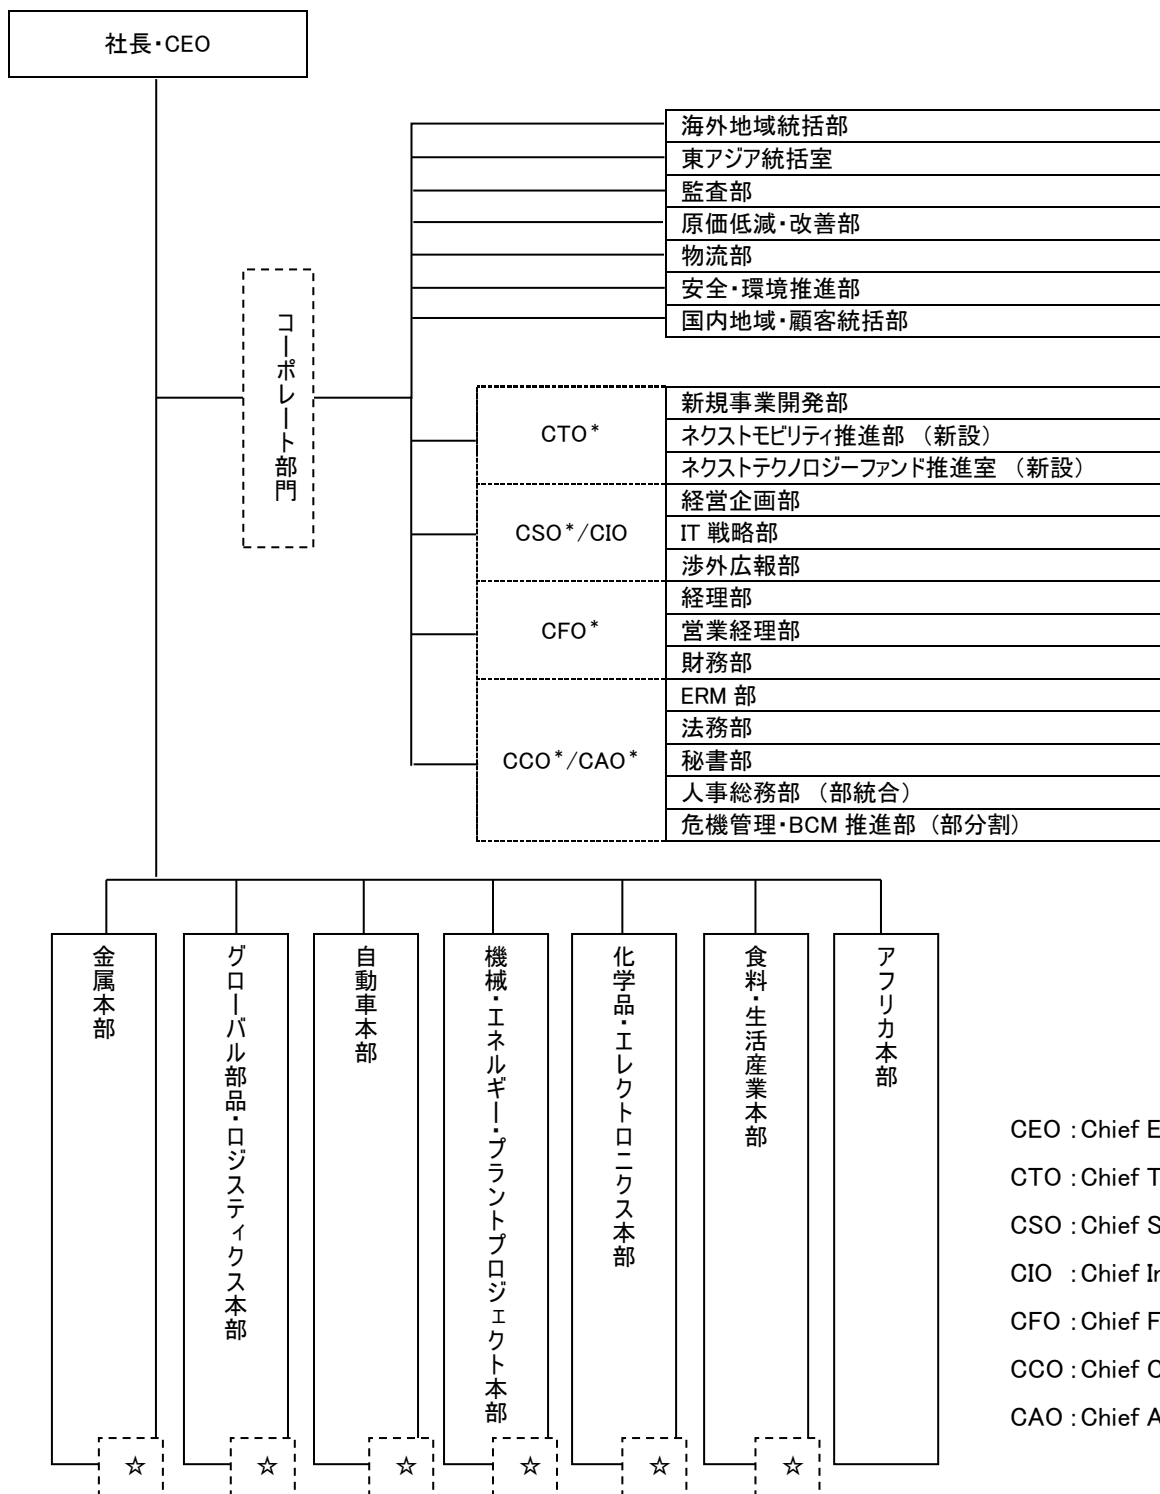 社長・CEO
海外地域統括部
東アジア統括室
監査部
原価低減・改善部
物流部
安全・環境推進部
国内地域・顧客統括部
コーポレート部門
CTO*
新規事業開発部
ネクストモビリティ推進部 （新設）
ネクストテクノロジーファンド推進室 （新設）
CSO*/CIO
経営企画部
IT 戦略部
渉外広報部
CFO*
経理部
営業経理部
財務部
CCO*/CAO*
ERM 部
法務部
秘書部
人事総務部 （部統合）
危機管理・BCM 推進部 （部分割）
金属本部
グローバル部品・ロジスティクス本部
自動車本部
機械・エネルギー・プラントプロジェクト本部
化学品・エレクトロニクス本部
食料・生活産業本部
アフリカ本部
CEO ：Chief E
CTO ：Chief T
CSO ：Chief S
CIO ：Chief In
CFO ：Chief F
CCO ：Chief C
CAO ：Chief A
☆ ☆ ☆ ☆ ☆ ☆